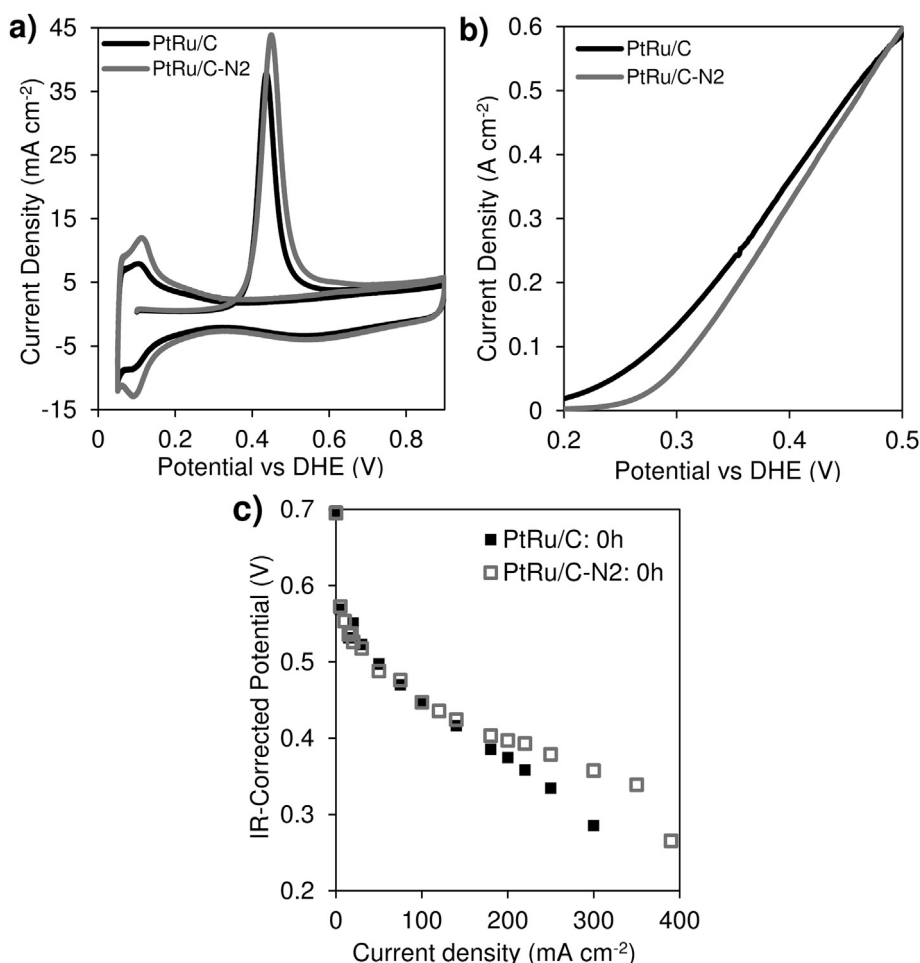 a)
45
35
25
15
5
-5
-15
Current Density (mA cm⁻²)
PtRu/C
PtRu/C-N2
0
0.2
0.4
0.6
0.8
Potential vs DHE (V)
b)
0.6
0.5
0.4
0.3
0.2
0.1
0
Current Density (A cm⁻²)
PtRu/C
PtRu/C-N2
0.2
0.3
0.4
0.5
Potential vs DHE (V)
c)
0.7
0.6
0.5
0.4
0.3
0.2
IR-Corrected Potential (V)
PtRu/C: 0h
PtRu/C-N2: 0h
0
100
200
300
400
Current density (mA cm⁻²)